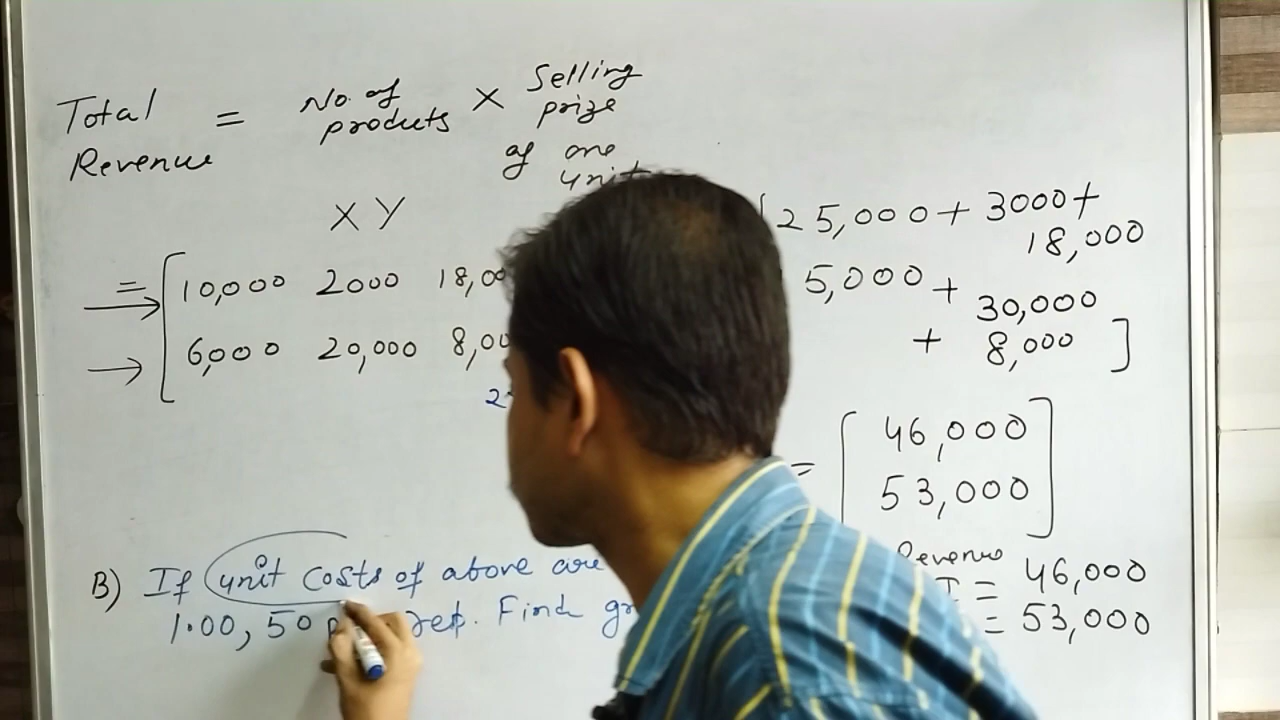 Total = No. of × Selling
Revenue products prize
of one
unit
X Y
= [ 10,000 2000 18,00
→ 6,000 20,000 8,00
2
25,000 + 3000 +
18,000
5,000 + 30,000
+ 8,000 ]
= [ 46,000
53,000 ]
Revenue
I = 46,000
= 53,000
B) If unit costs of above are
1.00, 50 Find gr